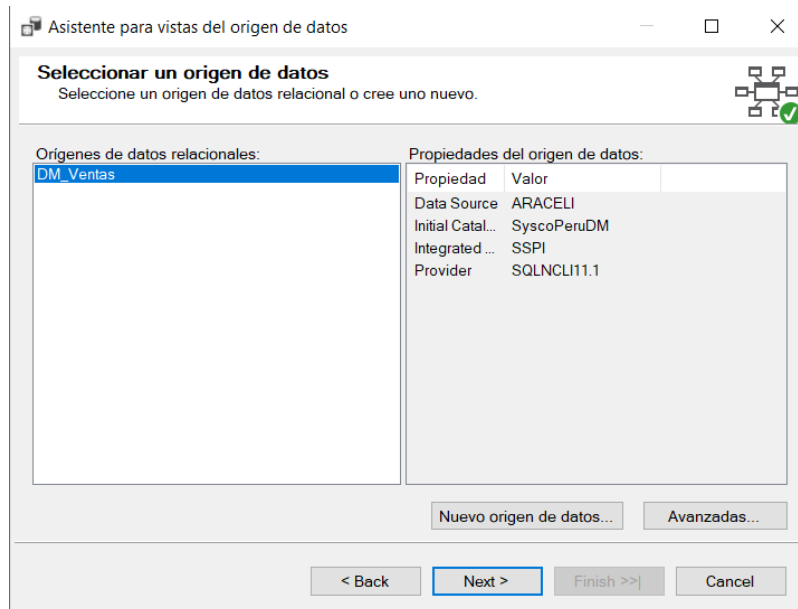 Asistente para vistas del origen de datos
Seleccionar un origen de datos
Seleccione un origen de datos relacional o cree uno nuevo.
Orígenes de datos relacionales:
DM_Ventas
Propiedades del origen de datos:
Propiedad Valor
Data Source ARACELI
Initial Catal... SyscoPeruDM
Integrated ... SSPI
Provider SQLNCLI11.1
Nuevo origen de datos... Avanzadas...
< Back Next > Finish >>| Cancel